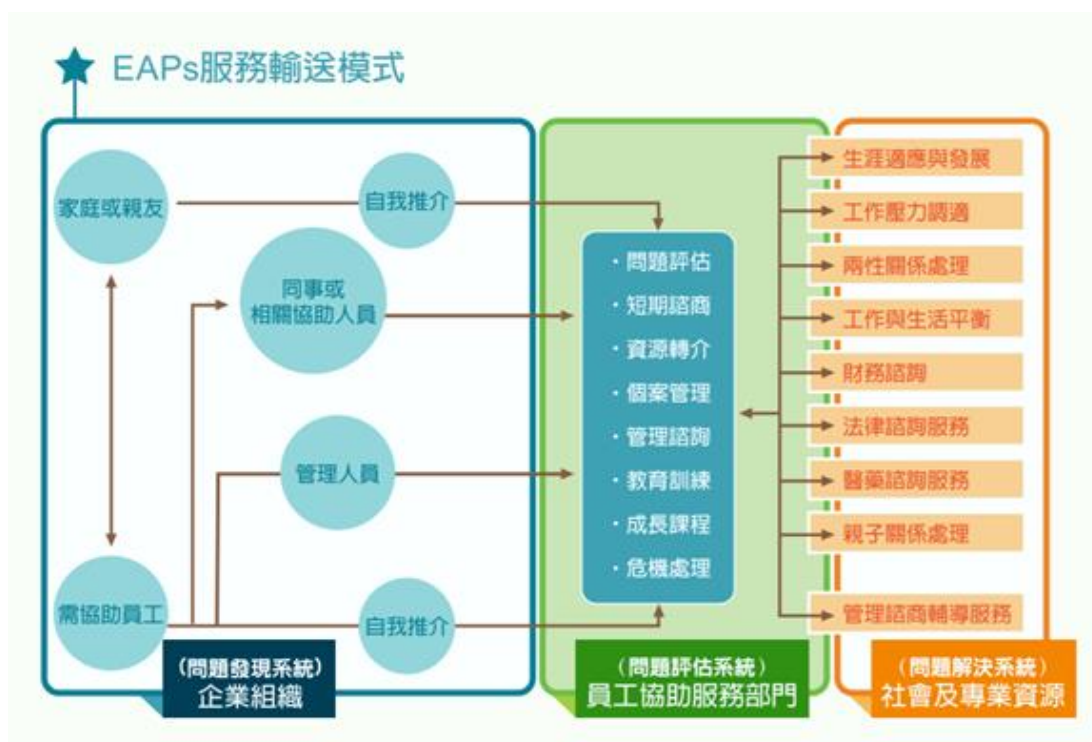 EAPs服務輸送模式
家庭或親友
自我推介
同事或
相關協助人員
管理人員
需協助員工
自我推介
(問題發現系統)
企業組織
・問題評估
・短期諮商
・資源轉介
・個案管理
・管理諮詢
・教育訓練
・成長課程
・危機處理
(問題評估系統)
員工協助服務部門
生涯適應與發展
工作壓力調適
兩性關係處理
工作與生活平衡
財務諮詢
法律諮詢服務
醫藥諮詢服務
親子關係處理
管理諮商輔導服務
(問題解決系統)
社會及專業資源